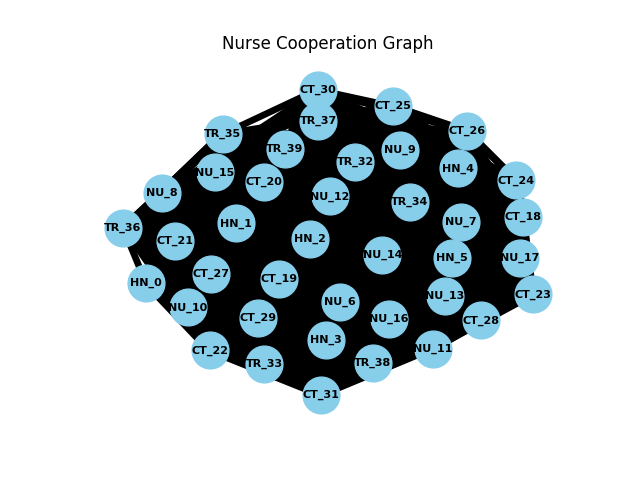 Nurse Cooperation Graph
CT_30
CT_25
TR_37
CT_26
TR_35
TR_39
NU_9
TR_32
HN_4
NU_15
CT_20
CT_24
NU_8
NU_12
TR_34
CT_18
NU_7
HN_1
TR_36
CT_21
HN_2
NU_14
HN_5
NU_17
CT_27
CT_19
HN_0
CT_23
NU_13
NU_6
NU_10
CT_29
NU_16
CT_28
HN_3
NU_11
CT_22
TR_33
TR_38
CT_31